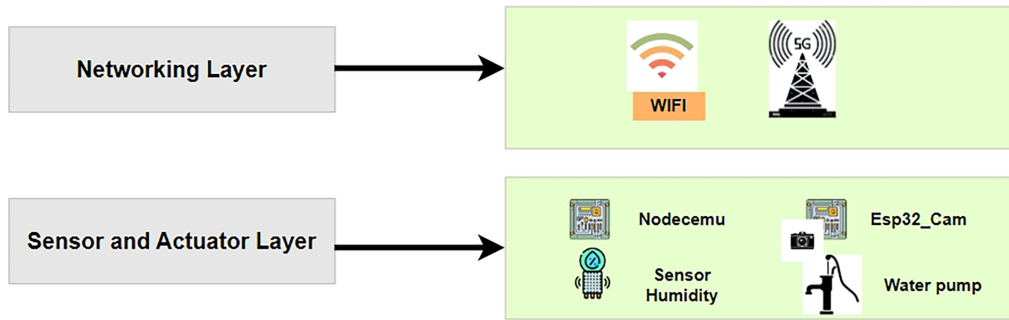 Networking Layer
5G
WIFI
Sensor and Actuator Layer
Nodecemu
Esp32_Cam
Sensor
Humidity
Water pump